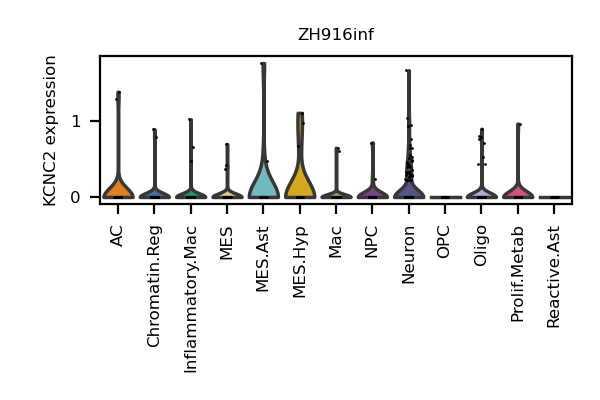 ZH916inf
KCNC2 expression
1
0
AC
Chromatin.Reg
Inflammatory.Mac
MES
MES.Ast
MES.Hyp
Mac
NPC
Neuron
OPC
Oligo
Prolif.Metab
Reactive.Ast